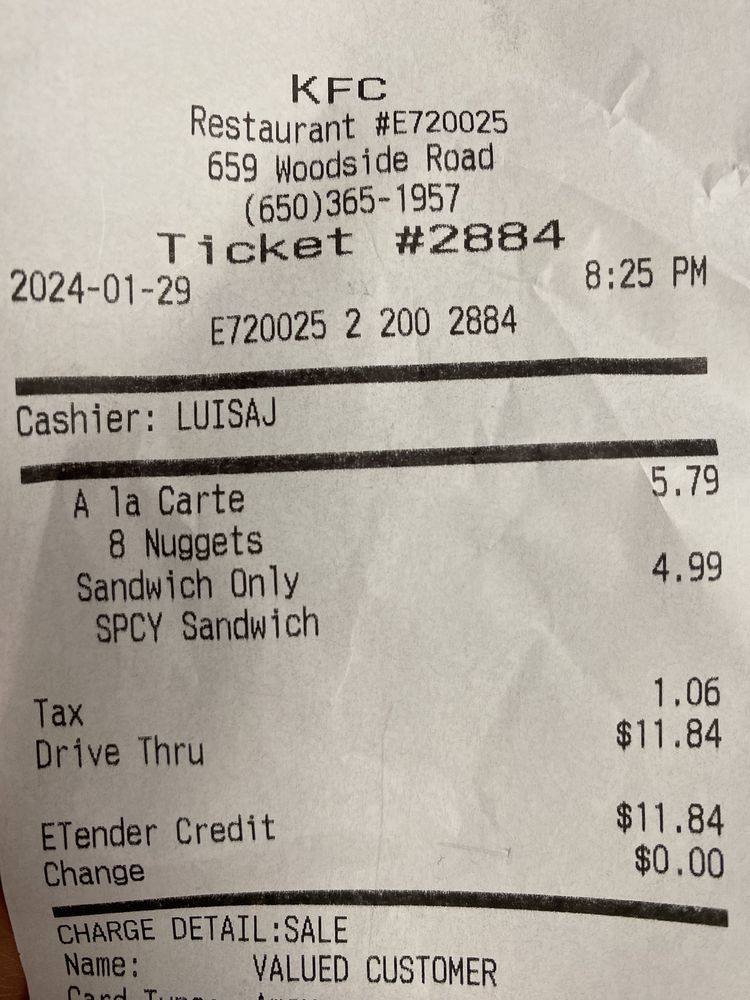 KFC
Restaurant #E720025
659 Woodside Road
(650)365-1957
Ticket #2884
2024-01-29 8:25 PM
E720025 2 200 2884
Cashier: LUISAJ
A la Carte 5.79
8 Nuggets
Sandwich Only 4.99
SPCY Sandwich
Tax 1.06
Drive Thru $11.84
ETender Credit $11.84
Change $0.00
CHARGE DETAIL:SALE
Name: VALUED CUSTOMER
Card